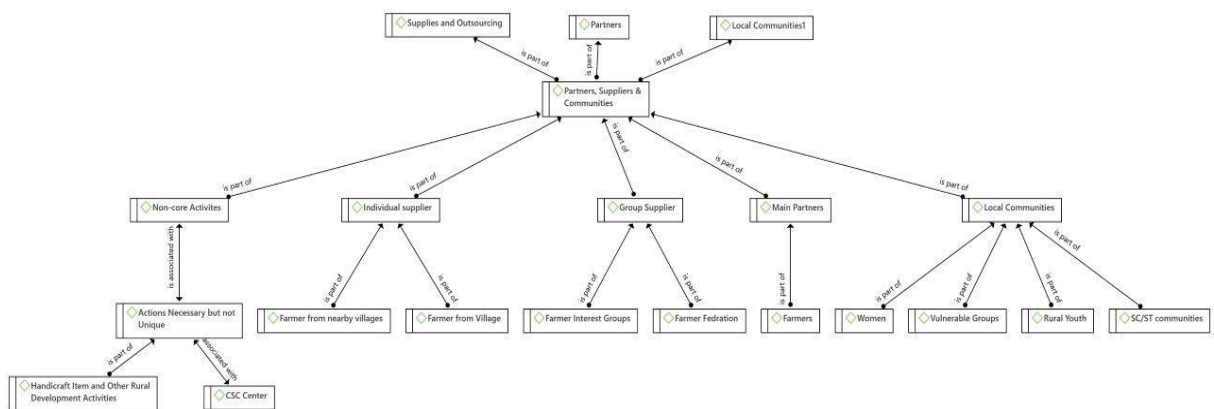 Supplies and Outsourcing
Partners
Local Communities1
is part of
is part of
is part of
Partners, Suppliers &
Communities
is part of
is part of
is part of
is part of
is part of
Non-core Activites
Individual supplier
Group Supplier
Main Partners
Local Communities
is associated with
is part of
is part of
is part of
is part of
is part of
is part of
is part of
is part of
is part of
Actions Necessary but not
Unique
Farmer from nearby villages
Farmer from Village
Farmer Interest Groups
Farmer Fedration
Farmers
Women
Vulnerable Groups
Rural Youth
SC/ST communities
is part of
associated with
Handicraft Item and Other Rural
Development Activities
CSC Center